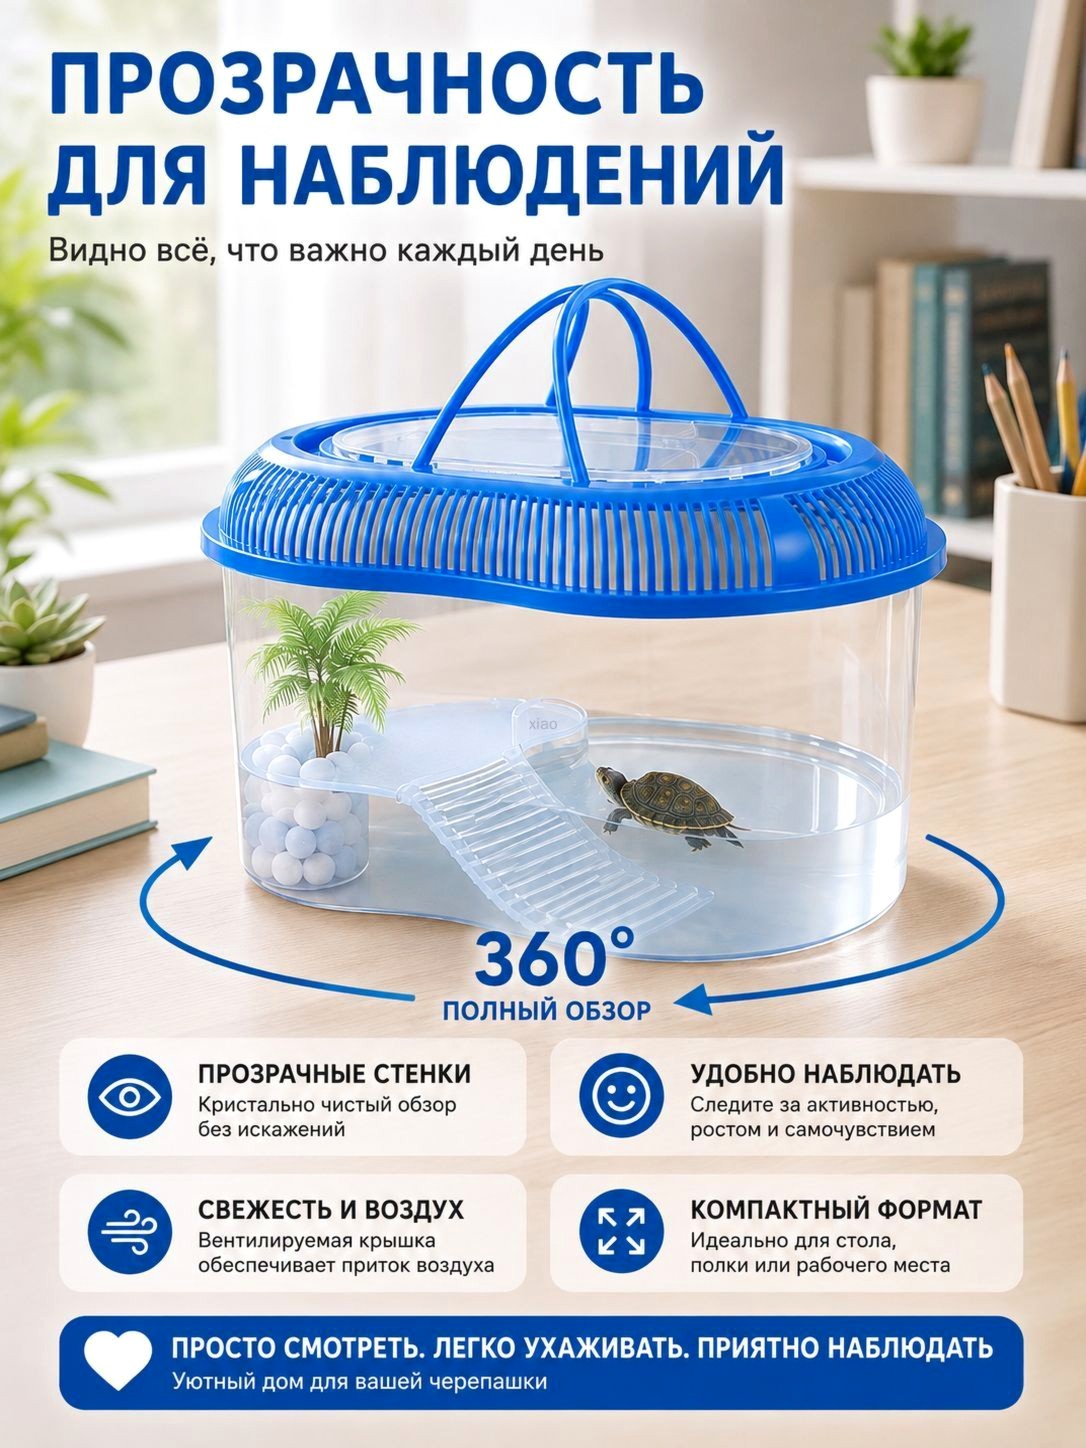 ПРОЗРАЧНОСТЬ
ДЛЯ НАБЛЮДЕНИЙ
Видно всё, что важно каждый день
xiao
360°
ПОЛНЫЙ ОБЗОР
ПРОЗРАЧНЫЕ СТЕНКИ
Кристально чистый обзор
без искажений
УДОБНО НАБЛЮДАТЬ
Следите за активностью,
ростом и самочувствием
СВЕЖЕСТЬ И ВОЗДУХ
Вентилируемая крышка
обеспечивает приток воздуха
КОМПАКТНЫЙ ФОРМАТ
Идеально для стола,
полки или рабочего места
ПРОСТО СМОТРЕТЬ. ЛЕГКО УХАЖИВАТЬ. ПРИЯТНО НАБЛЮДАТЬ
Уютный дом для вашей черепашки